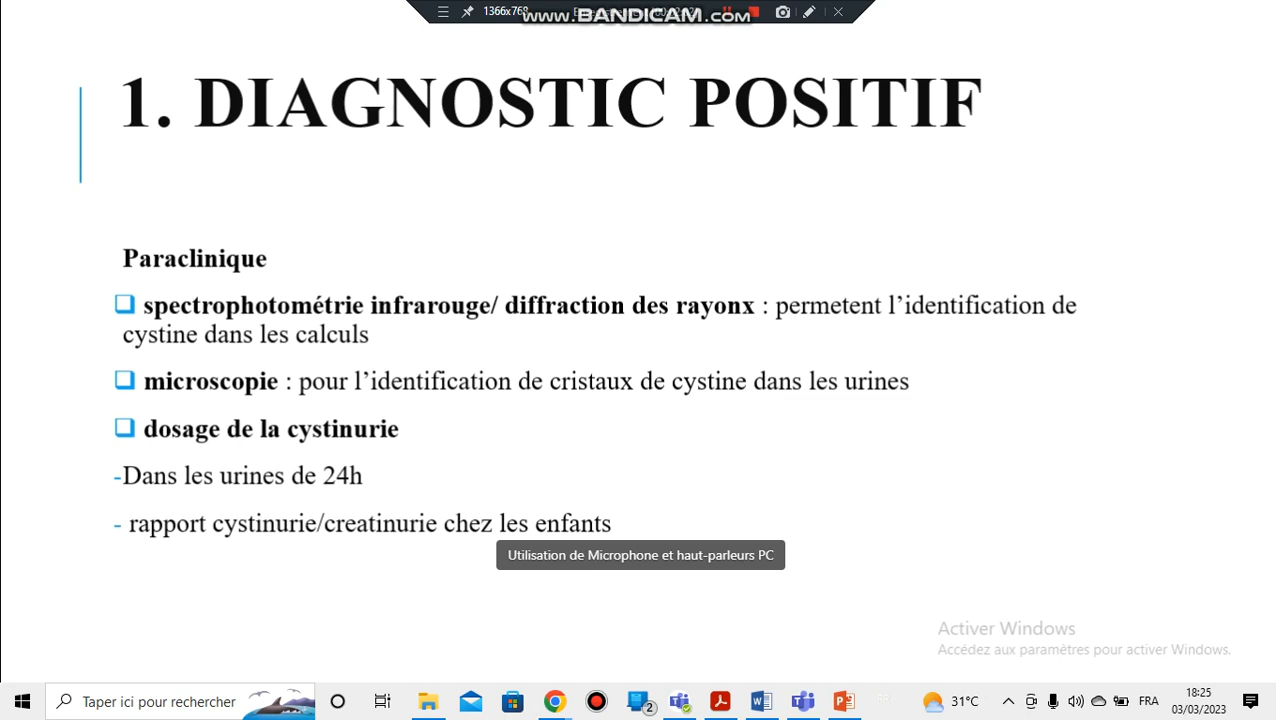 1366x768
www.BANDICAM.com
1. DIAGNOSTIC POSITIF
Paraclinique
spectrophotométrie infrarouge/ diffraction des rayonx : permetent l’identification de
cystine dans les calculs
microscopie : pour l’identification de cristaux de cystine dans les urines
dosage de la cystinurie
-Dans les urines de 24h
- rapport cystinurie/creatinurie chez les enfants
Utilisation de Microphone et haut-parleurs PC
Activer Windows
Accédez aux paramètres pour activer Windows.
Taper ici pour rechercher
2
31°C
FRA
18:25
03/03/2023